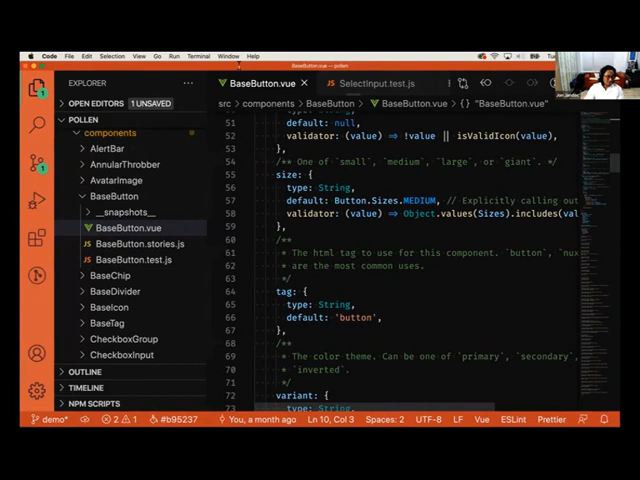 Code File Edit Selection View Go Run Terminal Window Help
BaseButton.vue — pollen
EXPLORER
BaseButton.vue
SelectInput.test.js
OPEN EDITORS 1 UNSAVED
src > components > BaseButton > BaseButton.vue > {} "BaseButton.vue"
POLLEN
components
AlertBar
AnnularThrobber
AvatarImage
BaseButton
__snapshots__
BaseButton.vue
BaseButton.stories.js
BaseButton.test.js
BaseChip
BaseDivider
BaseIcon
BaseTag
CheckboxGroup
CheckboxInput
OUTLINE
TIMELINE
NPM SCRIPTS
51 default: null,
52 validator: (value) => !value || isValidIcon(value),
53 },
54 /** One of `small`, `medium`, `large`, or `giant`. */
55 size: {
56 type: String,
57 default: Button.Sizes.MEDIUM, // Explicitly calling out
58 validator: (value) => Object.values(Sizes).includes(val
59 },
60 /**
61 * The html tag to use for this component. `button`, `nux
62 * are the most common uses.
63 */
64 tag: {
65 type: String,
66 default: 'button',
67 },
68 /**
69 * The color theme. Can be one of `primary`, `secondary`,
70 * `inverted`.
71 */
72 variant: {
73 type: String,
demo* 2 1 #b95237 You, a month ago Ln 10, Col 3 Spaces: 2 UTF-8 LF Vue ESLint Prettier